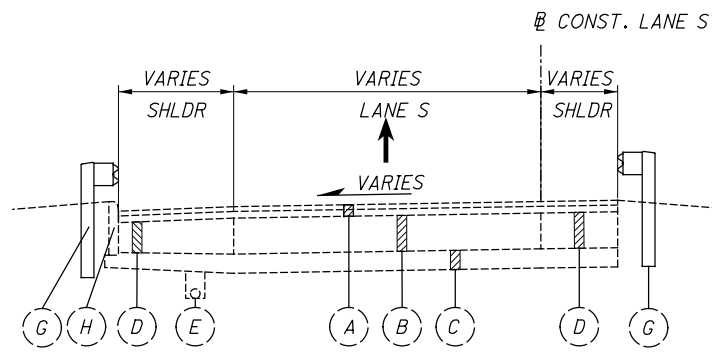 ℄ CONST. LANE S
VARIES VARIES VARIES
SHLDR LANE S SHLDR
VARIES
G H D E A B C D G